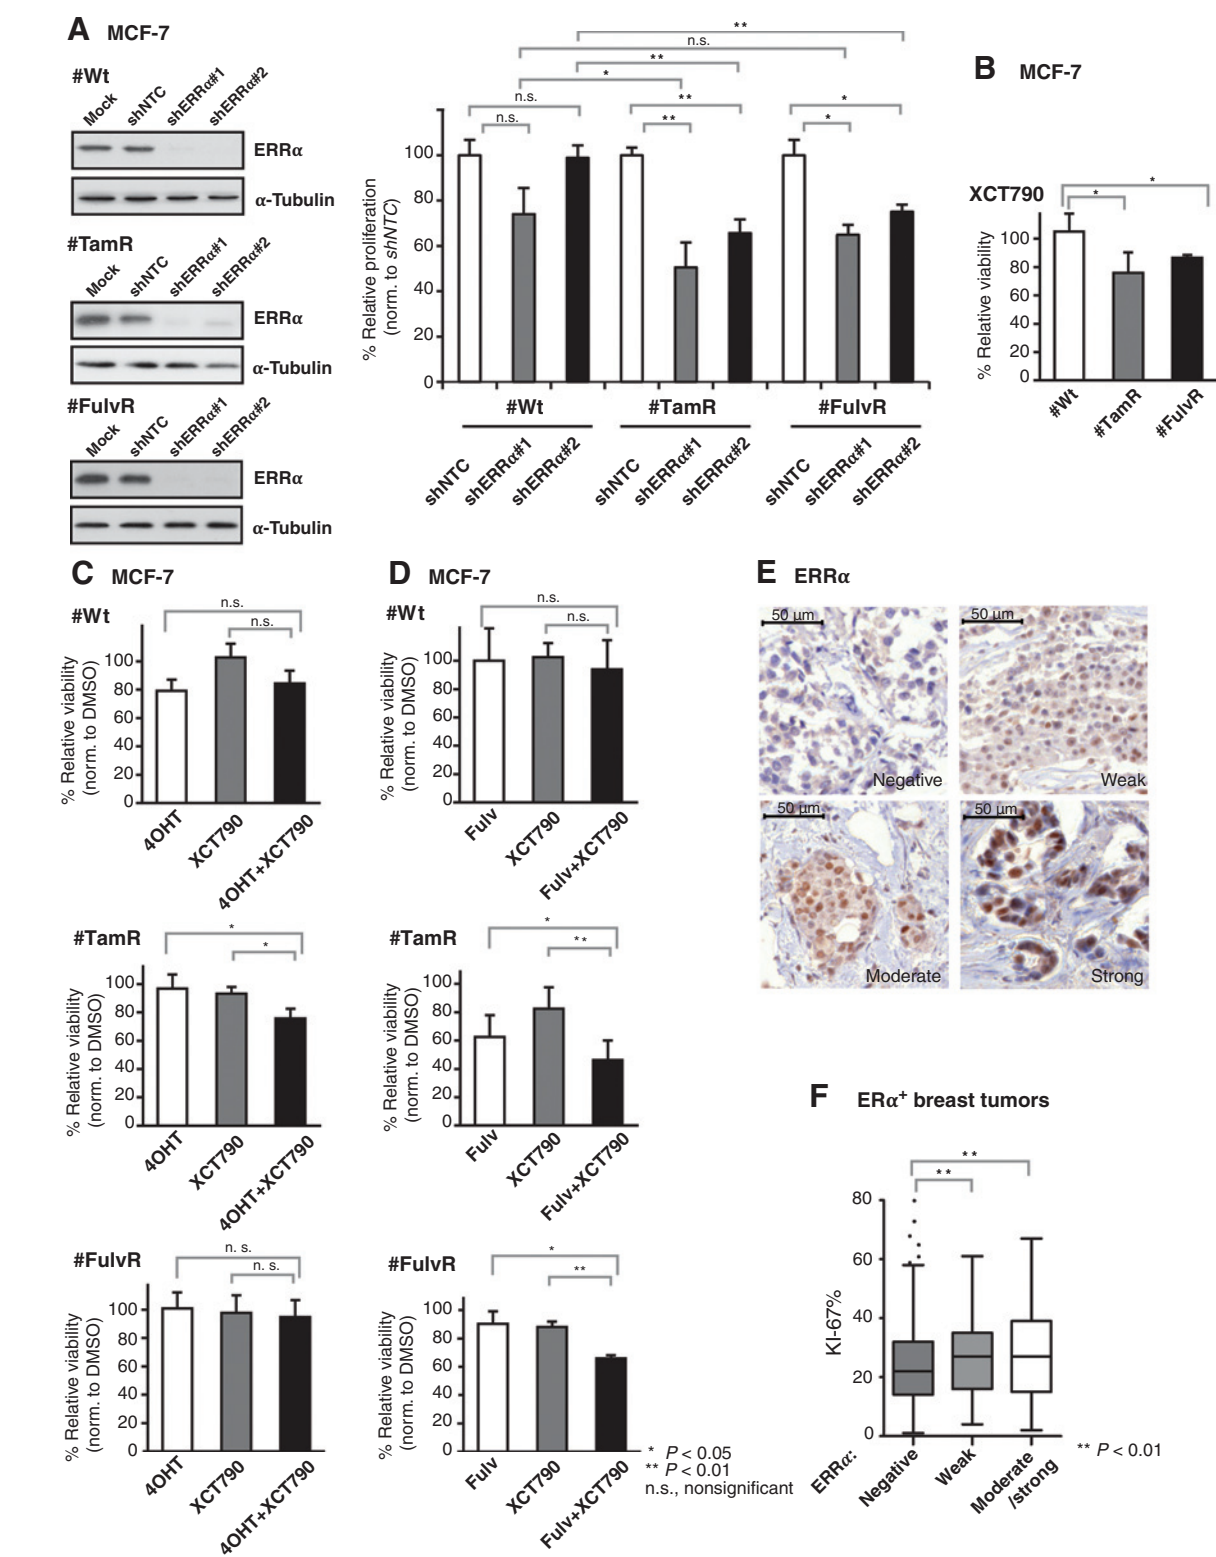 A MCF-7
#Wt
Mock shNTC shERRα#1 shERRα#2
ERRα
α-Tubulin
#TamR
Mock shNTC shERRα#1 shERRα#2
ERRα
α-Tubulin
#FulvR
Mock shNTC shERRα#1 shERRα#2
ERRα
α-Tubulin
**
n.s.
**
*
n.s. ** *
n.s. ** *
% Relative proliferation
(norm. to shNTC)
100
80
60
40
20
0
#Wt #TamR #FulvR
shNTC shERRα#1 shERRα#2 shNTC shERRα#1 shERRα#2 shNTC shERRα#1 shERRα#2
B MCF-7
XCT790
*
*
% Relative viability
100
80
60
40
20
0
#Wt #TamR #FulvR
C MCF-7
#Wt
n.s.
n.s.
% Relative viability
(norm. to DMSO)
100
80
60
40
20
0
4OHT XCT790 4OHT+XCT790
#TamR
*
*
% Relative viability
(norm. to DMSO)
100
80
60
40
20
0
4OHT XCT790 4OHT+XCT790
#FulvR
n. s.
n. s.
% Relative viability
(norm. to DMSO)
100
80
60
40
20
0
4OHT XCT790 4OHT+XCT790
D MCF-7
#Wt
n.s.
n.s.
% Relative viability
(norm. to DMSO)
100
80
60
40
20
0
Fulv XCT790 Fulv+XCT790
#TamR
*
**
% Relative viability
(norm. to DMSO)
100
80
60
40
20
0
Fulv XCT790 Fulv+XCT790
#FulvR
*
**
% Relative viability
(norm. to DMSO)
100
80
60
40
20
0
Fulv XCT790 Fulv+XCT790
* P < 0.05
** P < 0.01
n.s., nonsignificant
E ERRα
50 µm 50 µm
Negative Weak
50 µm 50 µm
Moderate Strong
F ERα+ breast tumors
**
**
KI-67%
80
60
40
20
0
ERRα: Negative Weak Moderate
/strong
** P < 0.01